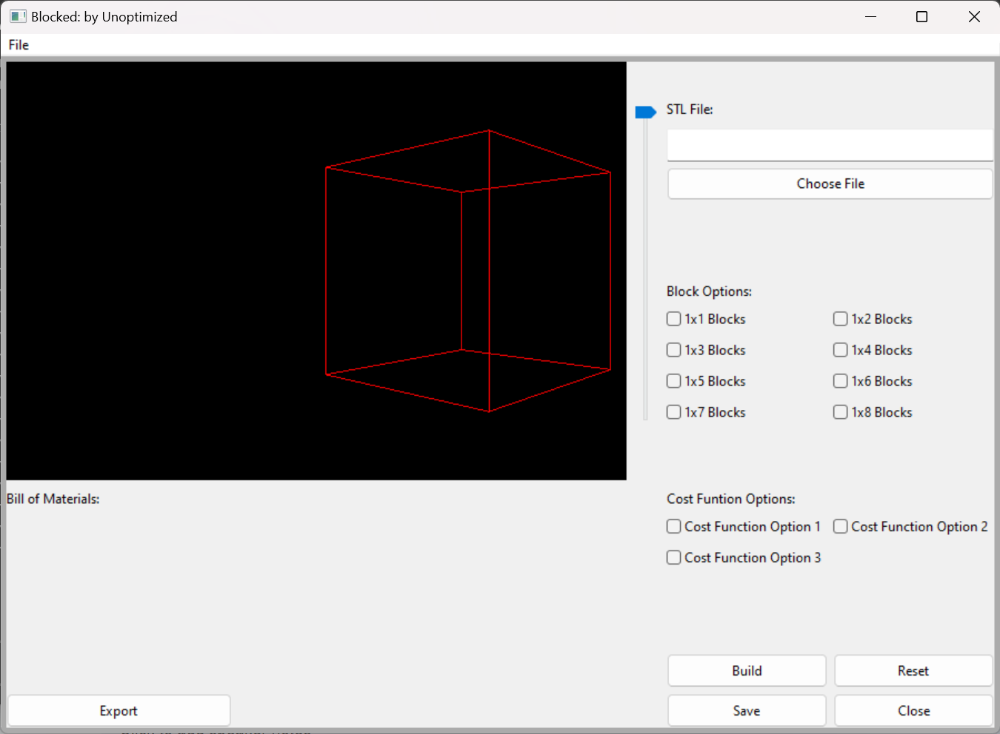 Blocked: by Unoptimized
File
STL File:
Choose File
Block Options:
1x1 Blocks
1x2 Blocks
1x3 Blocks
1x4 Blocks
1x5 Blocks
1x6 Blocks
1x7 Blocks
1x8 Blocks
Bill of Materials:
Cost Funtion Options:
Cost Function Option 1
Cost Function Option 2
Cost Function Option 3
Build
Reset
Export
Save
Close